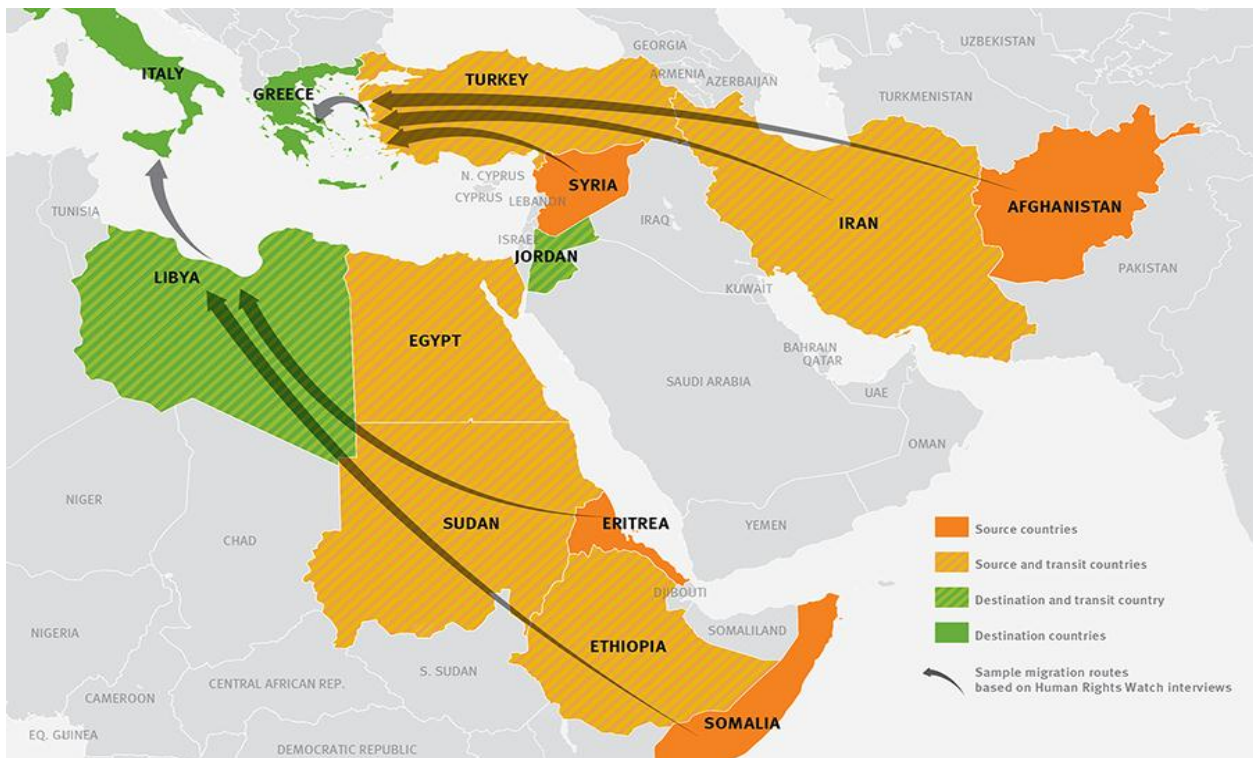 GEORGIA
UZBEKISTAN
ITALY
TURKEY
ARMENIA
AZERBAIJAN
GREECE
TURKMENISTAN
N. CYPRUS
SYRIA
CYPRUS
LEBANON
AFGHANISTAN
TUNISIA
IRAQ
IRAN
ISRAEL
JORDAN
PAKISTAN
LIBYA
KUWAIT
EGYPT
BAHRAIN
QATAR
SAUDI ARABIA
UAE
OMAN
NIGER
SUDAN
ERITREA
YEMEN
CHAD
DJIBOUTI
SOMALILAND
NIGERIA
ETHIOPIA
S. SUDAN
CENTRAL AFRICAN REP.
CAMEROON
SOMALIA
EQ. GUINEA
DEMOCRATIC REPUBLIC
Source countries
Source and transit countries
Destination and transit country
Destination countries
Sample migration routes
based on Human Rights Watch interviews